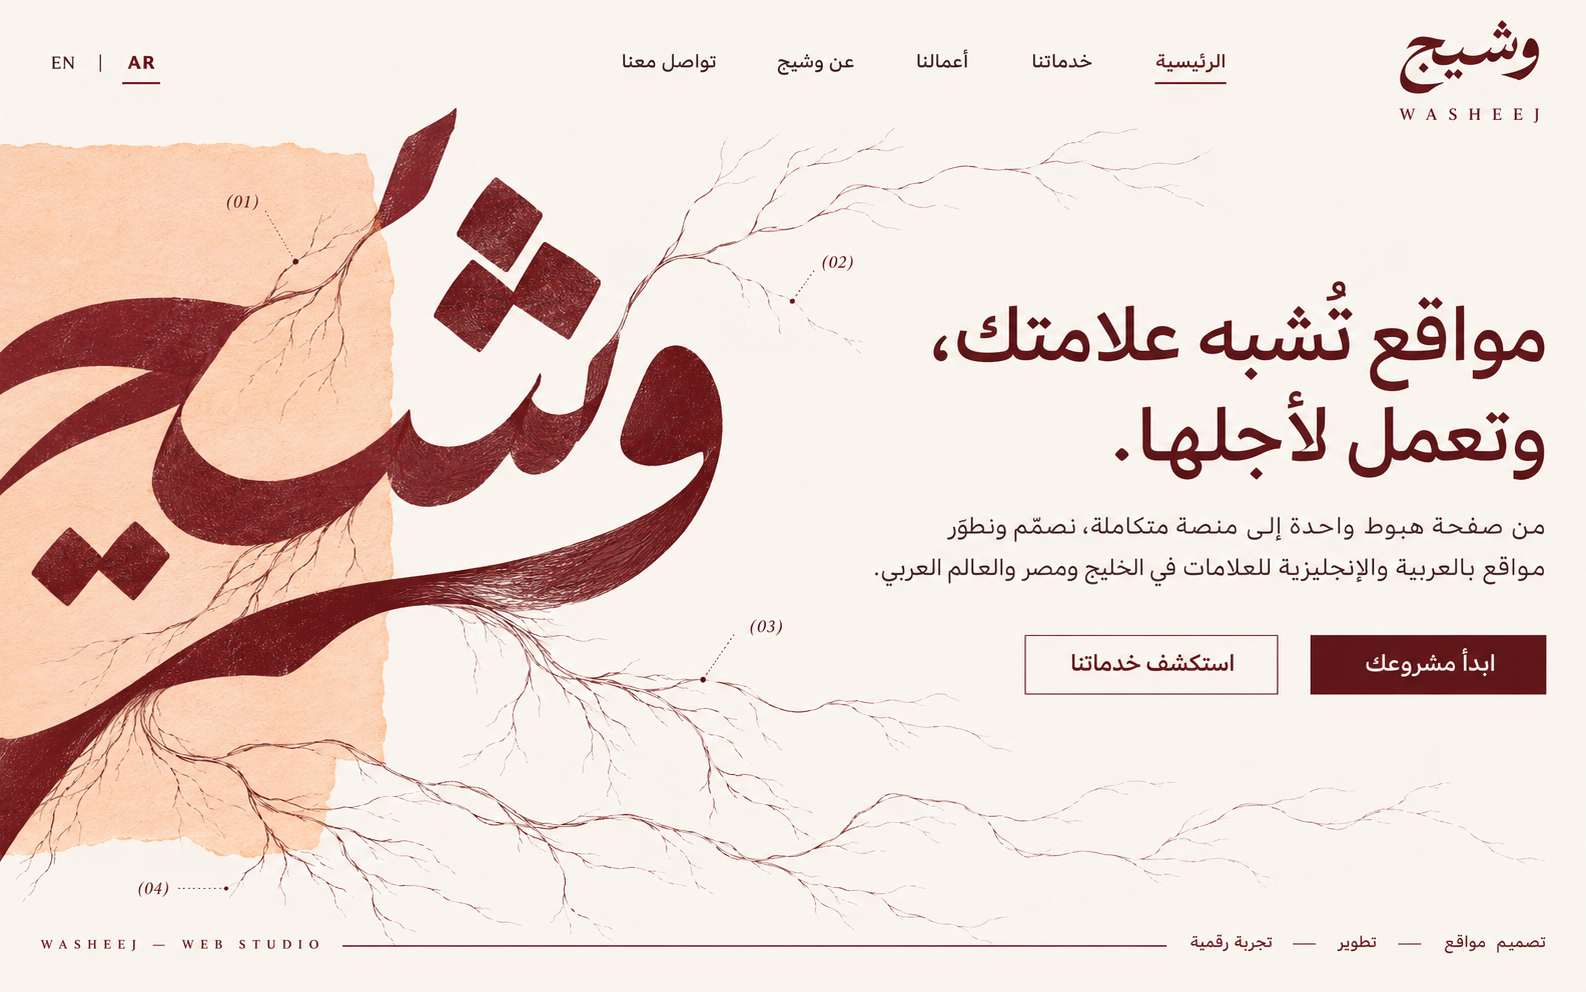 وشيج
WASHEEJ
الرئيسية
خدماتنا
أعمالنا
عن وشيج
تواصل معنا
EN | AR
(01)
(02)
وشيج
مواقع تُشبه علامتك،
وتعمل لأجلها.
من صفحة هبوط واحدة إلى منصة متكاملة، نصمّم ونطوَر
مواقع بالعربية والإنجليزية للعلامات في الخليج ومصر والعالم العربي.
ابدأ مشروعك
استكشف خدماتنا
(03)
(04)
تصميم مواقع — تطوير — تجربة رقمية
WASHEEJ — WEB STUDIO